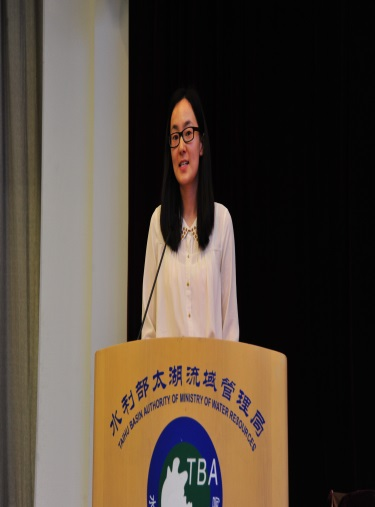 水利部太湖流域管理局
TAIHU BASIN AUTHORITY OF MINISTRY OF WATER RESOURCES
TBA
水